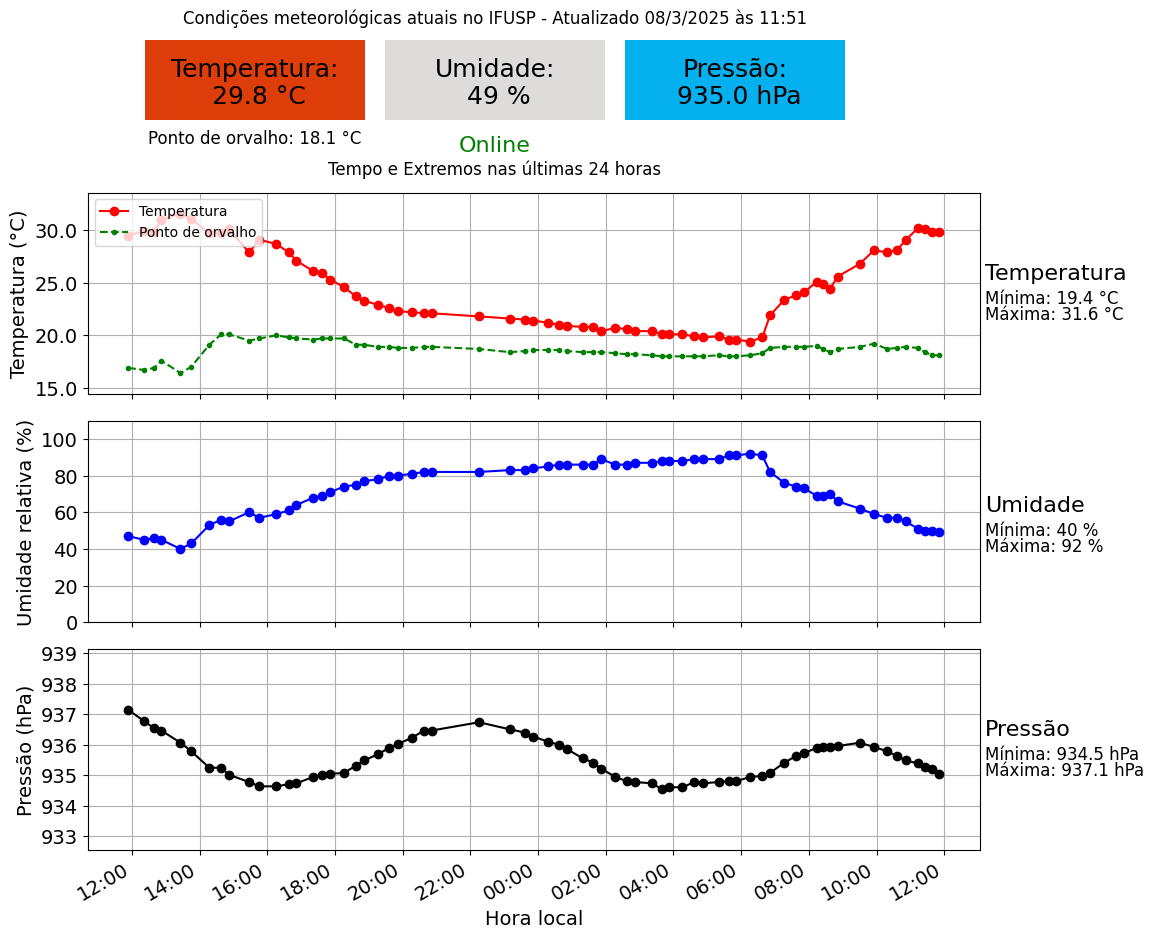 Condições meteorológicas atuais no IFUSP - Atualizado 08/3/2025 às 11:51
Temperatura:
29.8 °C
Umidade:
49 %
Pressão:
935.0 hPa
Ponto de orvalho: 18.1 °C
Online
Tempo e Extremos nas últimas 24 horas
Temperatura (°C)
30.0
25.0
20.0
15.0
Temperatura
Ponto de orvalho
Temperatura
Mínima: 19.4 °C
Máxima: 31.6 °C
Umidade relativa (%)
100
80
60
40
20
0
Umidade
Mínima: 40 %
Máxima: 92 %
Pressão (hPa)
939
938
937
936
935
934
933
Pressão
Mínima: 934.5 hPa
Máxima: 937.1 hPa
12:00 14:00 16:00 18:00 20:00 22:00 00:00 02:00 04:00 06:00 08:00 10:00 12:00
Hora local